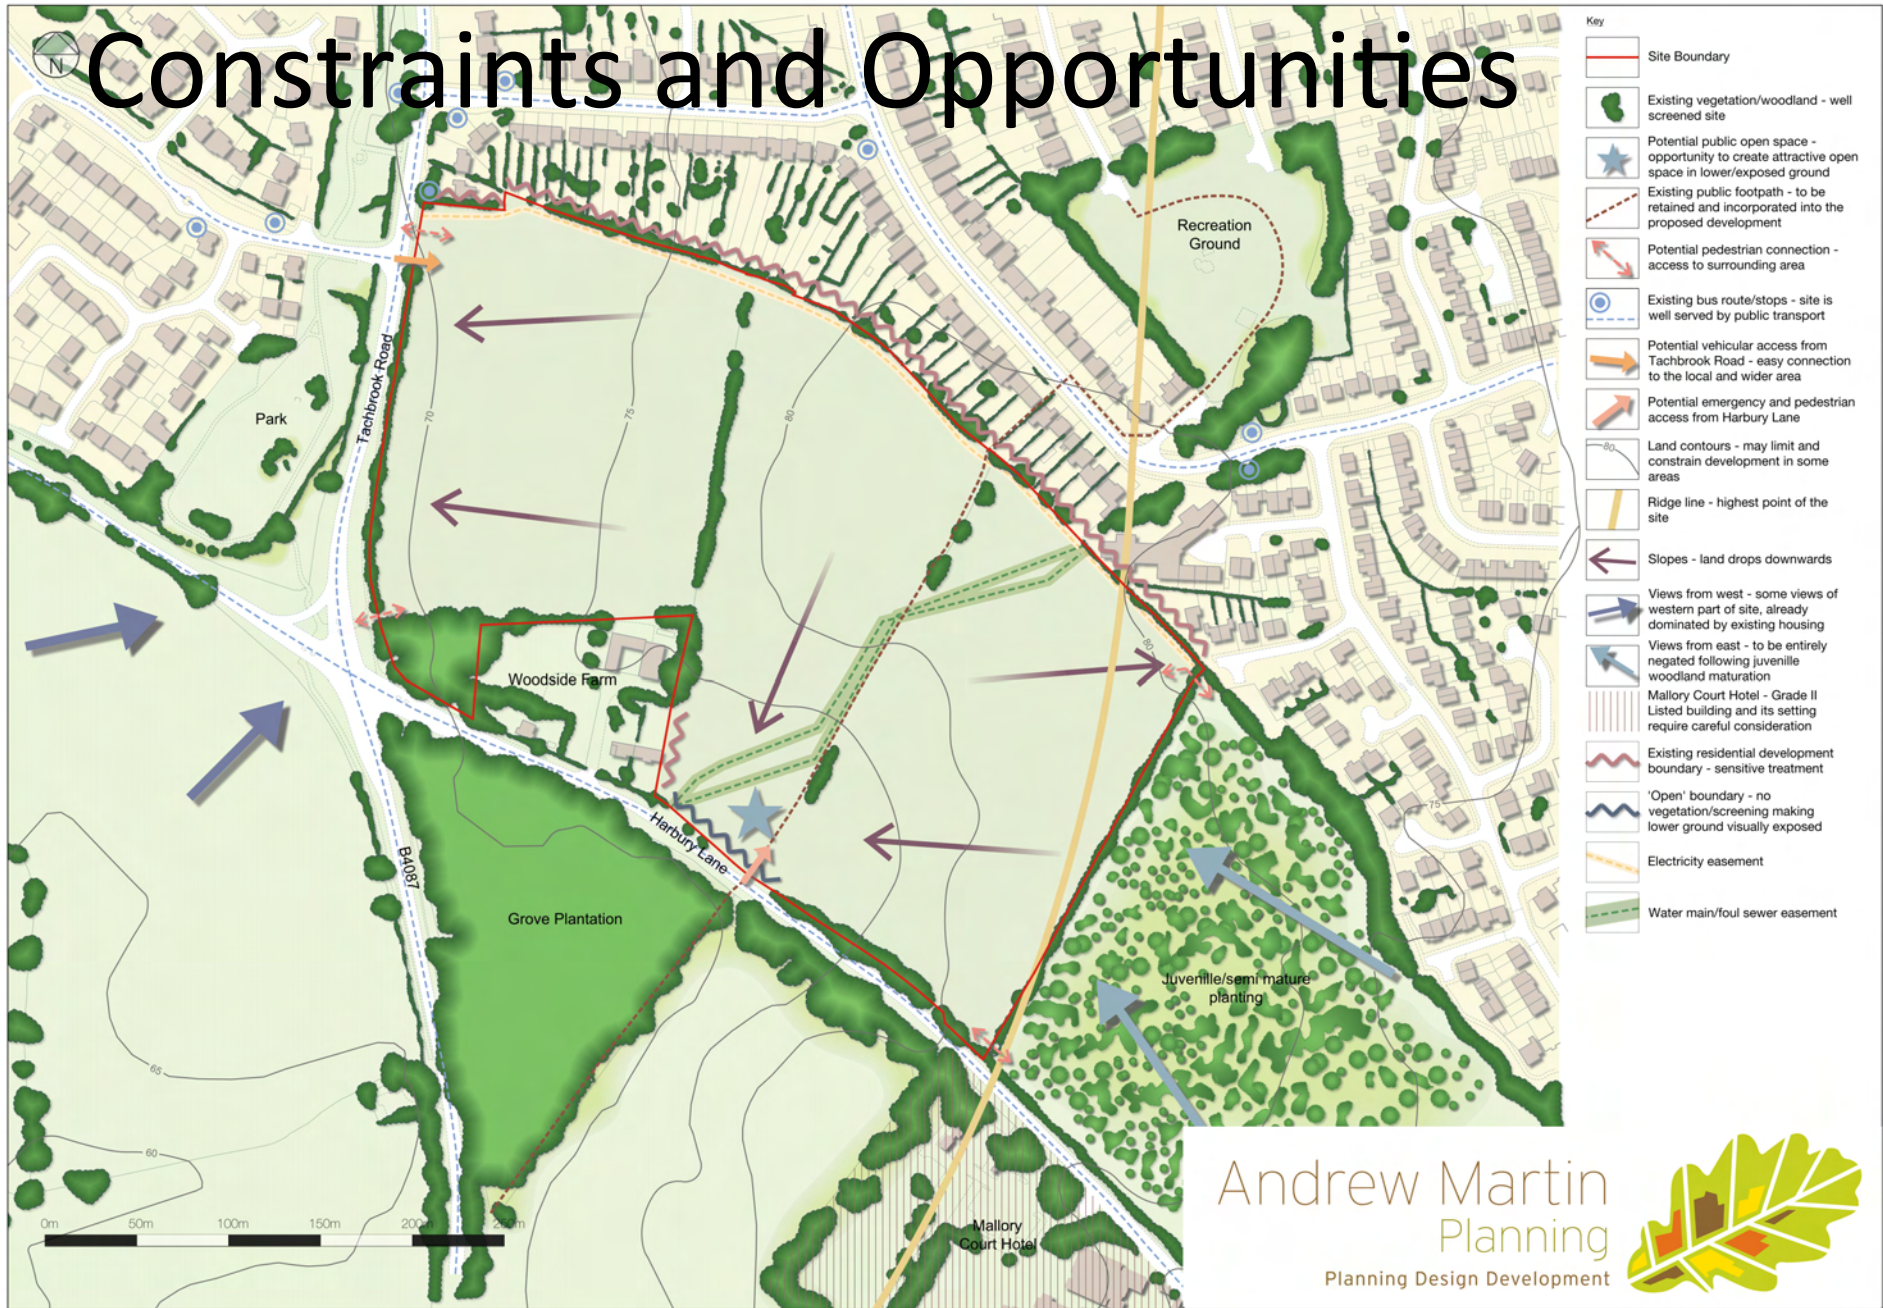 Constraints and Opportunities
N
Key
Site Boundary
Existing vegetation/woodland - well
screened site
Potential public open space -
opportunity to create attractive open
space in lower/exposed ground
Existing public footpath - to be
retained and incorporated into the
proposed development
Potential pedestrian connection -
access to surrounding area
Existing bus route/stops - site is
well served by public transport
Potential vehicular access from
Tachbrook Road - easy connection
to the local and wider area
Potential emergency and pedestrian
access from Harbury Lane
80
Land contours - may limit and
constrain development in some
areas
Ridge line - highest point of the
site
Slopes - land drops downwards
Views from west - some views of
western part of site, already
dominated by existing housing
Views from east - to be entirely
negated following juvenille
woodland maturation
Mallory Court Hotel - Grade II
Listed building and its setting
require careful consideration
Existing residential development
boundary - sensitive treatment
'Open' boundary - no
vegetation/screening making
lower ground visually exposed
Electricity easement
Water main/foul sewer easement
Recreation
Ground
Tachbrook Road
Park
70
75
80
80
75
Woodside Farm
Harbury Lane
B4087
Grove Plantation
Juvenille/semi mature
planting
65
60
Mallory
Court Hotel
0m 50m 100m 150m 200m 250m
Andrew Martin
Planning
Planning Design Development